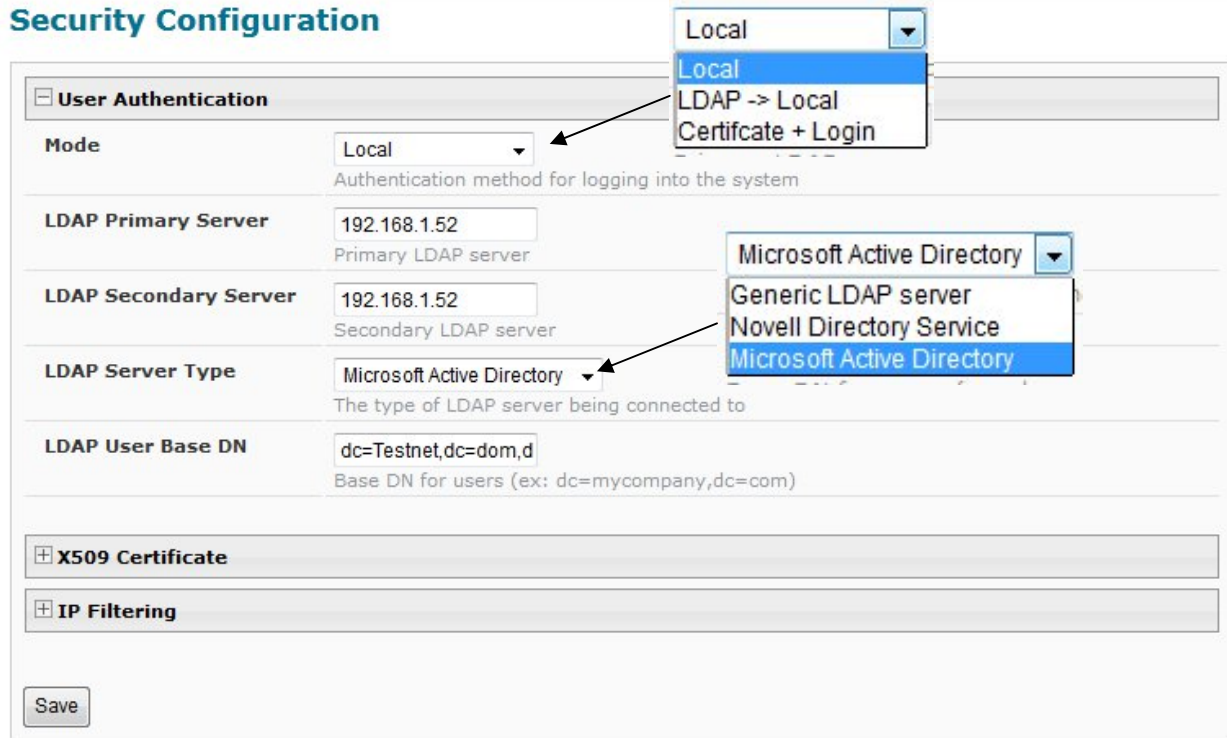 Security Configuration
Local
Local
LDAP -> Local
Certifcate + Login
User Authentication
Mode
Local
Authentication method for logging into the system
LDAP Primary Server
192.168.1.52
Primary LDAP server
LDAP Secondary Server
192.168.1.52
Secondary LDAP server
Microsoft Active Directory
Generic LDAP server
Novell Directory Service
Microsoft Active Directory
LDAP Server Type
Microsoft Active Directory
The type of LDAP server being connected to
LDAP User Base DN
dc=Testnet,dc=dom,d
Base DN for users (ex: dc=mycompany,dc=com)
X509 Certificate
IP Filtering
Save